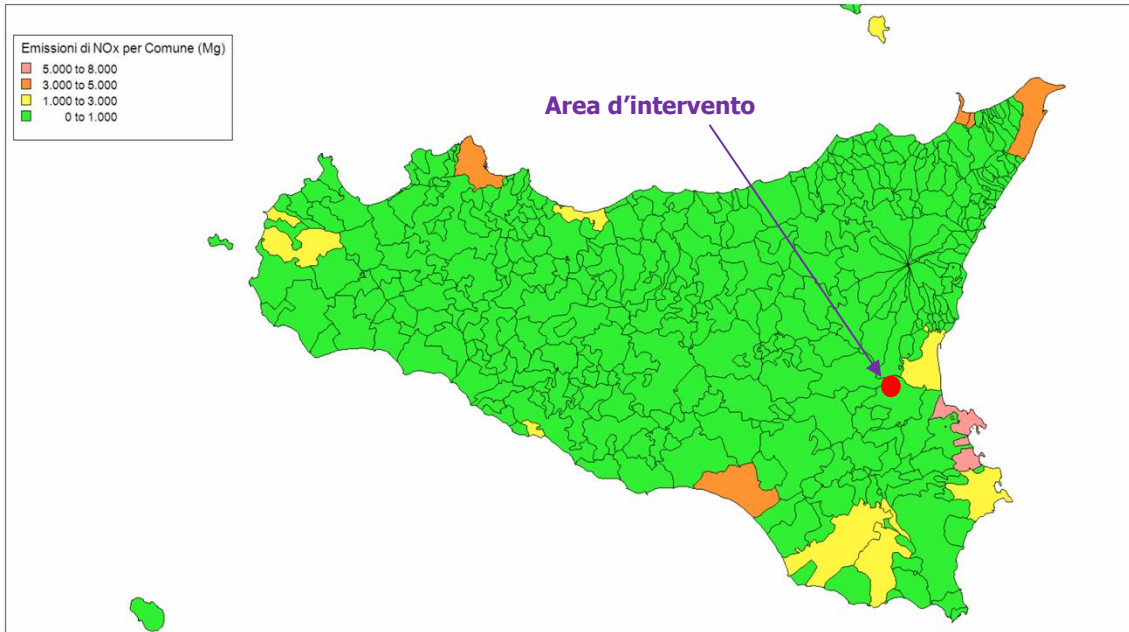 Emissioni di NOx per Comune (Mg)
5.000 to 8.000
3.000 to 5.000
1.000 to 3.000
0 to 1.000
Area d’intervento